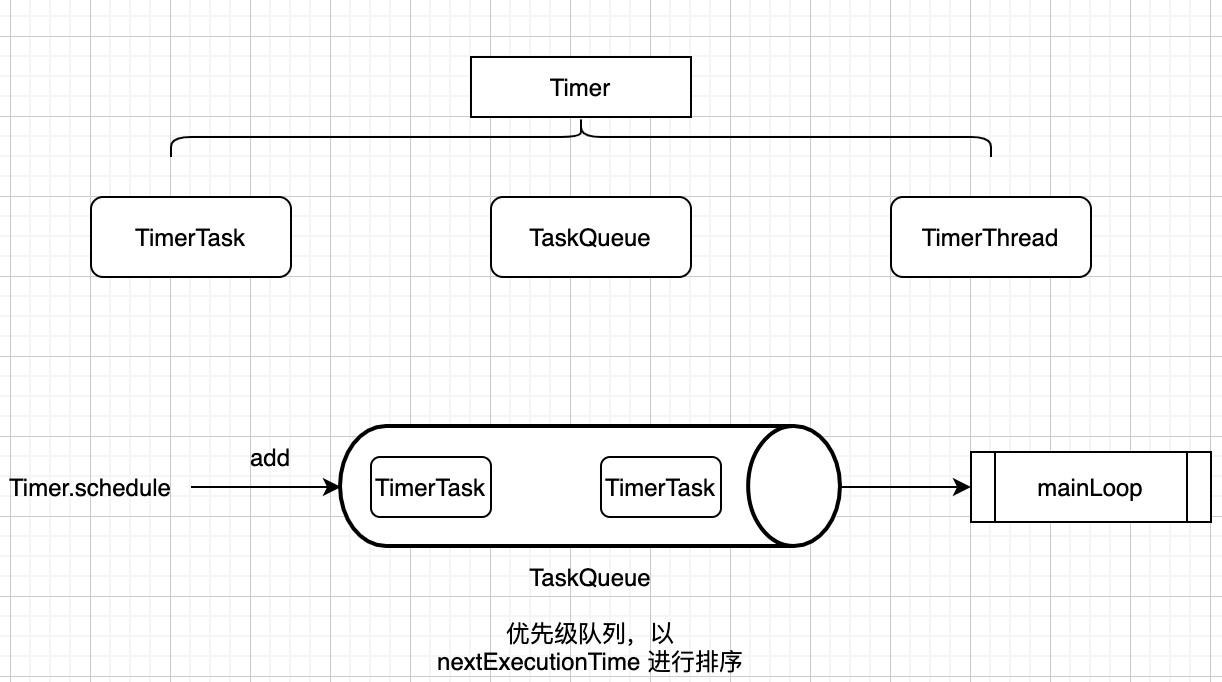 Timer
TimerTask
TaskQueue
TimerThread
add
Timer.schedule
TimerTask
TimerTask
mainLoop
TaskQueue
优先级队列，以
nextExecutionTime 进行排序